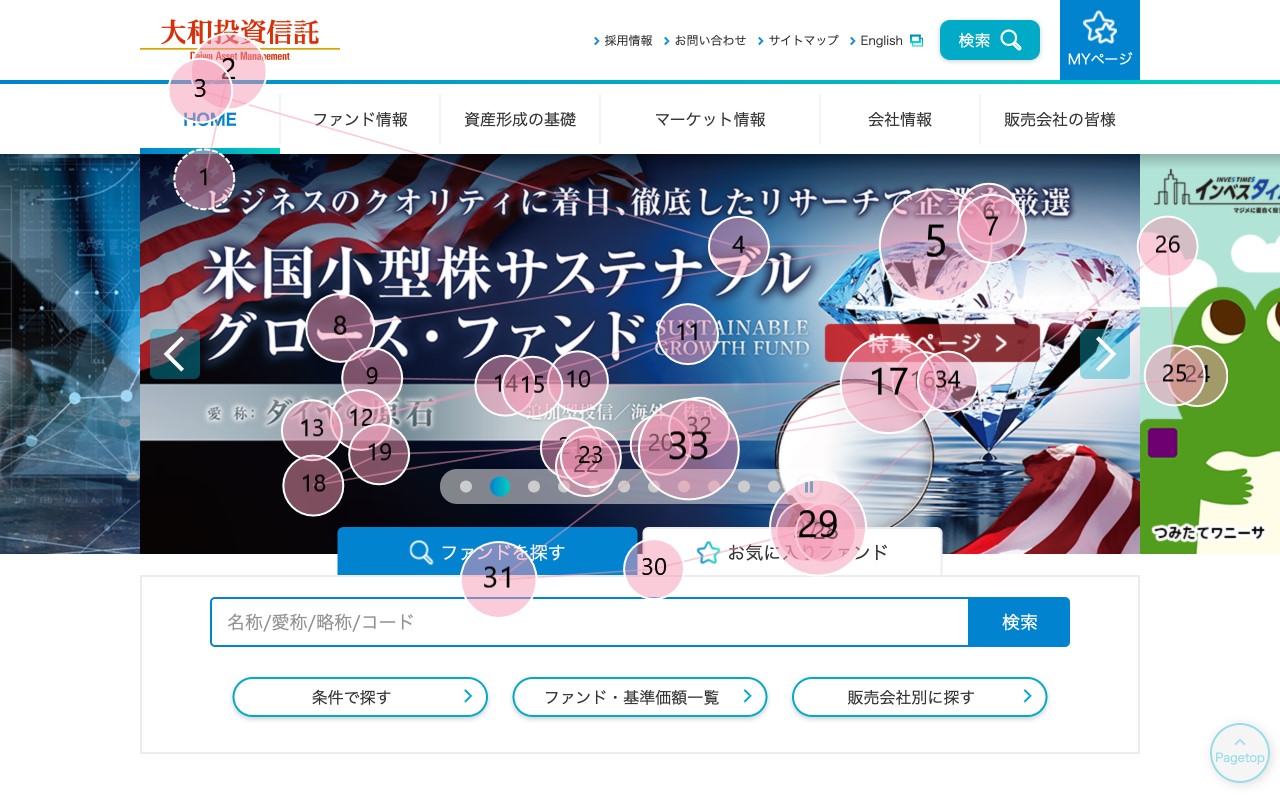 大和投資信託
Daiwa Asset Management
採用情報
お問い合わせ
サイトマップ
English
検索
MYページ
HOME
ファンド情報
資産形成の基礎
マーケット情報
会社情報
販売会社の皆様
ビジネスのクオリティに着目、徹底したリサーチで企業を厳選
米国小型株サステナブル
グロース・ファンド
SUSTAINABLE
GROWTH FUND
特集ページ
愛称:ダイヤの原石
追加型投信/海外/株式
INVEST TIMES
インベスタイ
つみたてワニーサ
ファンドを探す
お気に入りファンド
名称/愛称/略称/コード
検索
条件で探す
ファンド・基準価額一覧
販売会社別に探す
Pagetop
1
2
3
4
5
6
7
8
9
10
11
12
13
14
15
16
17
18
19
20
21
22
23
24
25
26
28
29
30
31
32
33
34